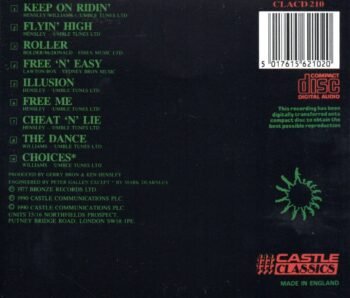 CLACD 210
KEEP ON RIDIN'
HENSLEY/WILLIAMS · UMBLE TUNES LTD
FLYIN' HIGH
HENSLEY · UMBLE TUNES LTD
ROLLER
HOLDER/McDONALD · ESSEX MUSIC LTD
FREE 'N' EASY
LAWTON/BOX · SYDNEY BRON MUSIC
ILLUSION
HENSLEY · UMBLE TUNES LTD
FREE ME
HENSLEY · UMBLE TUNES LTD
CHEAT 'N' LIE
HENSLEY · UMBLE TUNES LTD
THE DANCE
WILLIAMS · UMBLE TUNES LTD
CHOICES*
WILLIAMS · UMBLE TUNES LTD
PRODUCED BY GERRY BRON & KEN HENSLEY
ENGINEERED BY PETER GALLEN EXCEPT * BY MARK DEARNLEY
℗ 1977 BRONZE RECORDS LTD
℗ 1990 CASTLE COMMUNICATIONS PLC.
© 1990 CASTLE COMMUNICATIONS PLC.
UNITS 15/16 NORTHFIELDS PROSPECT,
PUTNEY BRIDGE ROAD, LONDON SW18 1PE.
5 017615 621020
COMPACT
disc
DIGITAL AUDIO
This recording has been
digitally transferred onto
compact disc to obtain the
best possible reproduction
CASTLE
CLASSICS
MADE IN ENGLAND